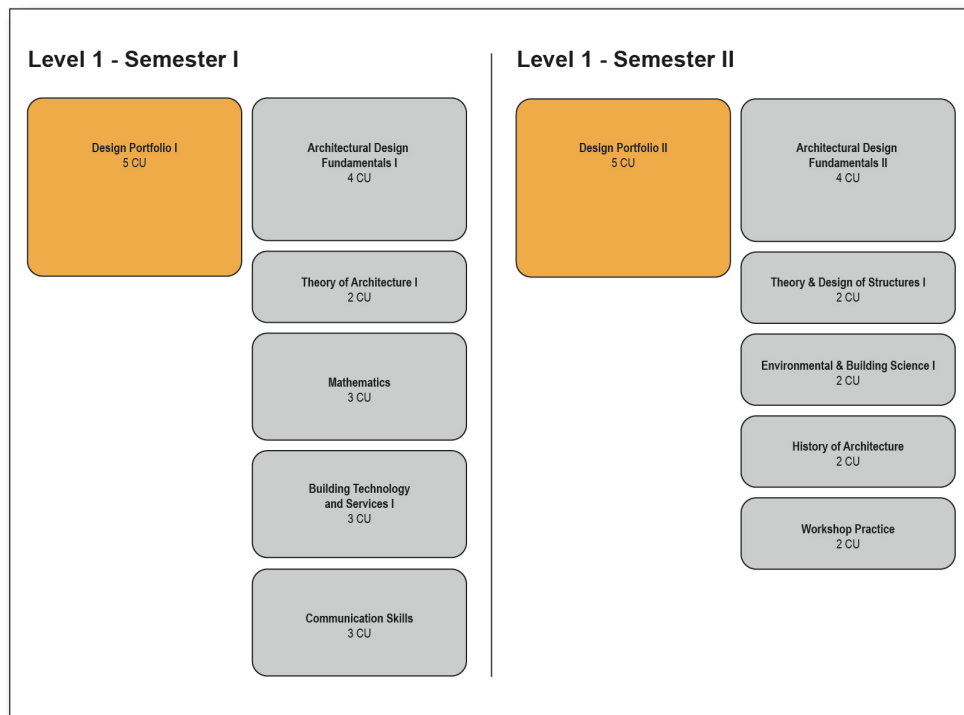 Level 1 - Semester I
Design Portfolio I
5 CU
Architectural Design
Fundamentals I
4 CU
Theory of Architecture I
2 CU
Mathematics
3 CU
Building Technology
and Services I
3 CU
Communication Skills
3 CU
Level 1 - Semester II
Design Portfolio II
5 CU
Architectural Design
Fundamentals II
4 CU
Theory & Design of Structures I
2 CU
Environmental & Building Science I
2 CU
History of Architecture
2 CU
Workshop Practice
2 CU